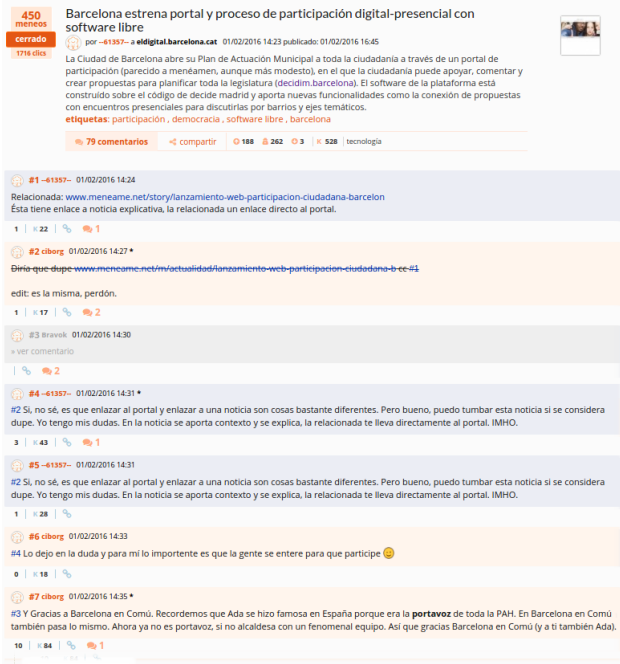 450
meneos
cerrado
1716 clics
Barcelona estrena portal y proceso de participación digital-presencial con
software libre
por --61357-- a eldigital.barcelona.cat 01/02/2016 14:23 publicado: 01/02/2016 16:45
La Ciudad de Barcelona abre su Plan de Actuación Municipal a toda la ciudadanía a través de un portal de
participación (parecido a menéamen, aunque más modesto), en el que la ciudadanía puede apoyar, comentar y
crear propuestas para planificar toda la legislatura (decidim.barcelona). El software de la plataforma está
construido sobre el código de decide madrid y aporta nuevas funcionalidades como la conexión de propuestas
con encuentros presenciales para discutirlas por barrios y ejes temáticos.
etiquetas: participación , democracia , software libre , barcelona
79 comentarios compartir 188 262 3 K 528 tecnología
#1 --61357-- 01/02/2016 14:24
Relacionada: www.meneame.net/story/lanzamiento-web-participacion-ciudadana-barcelon
Ésta tiene enlace a noticia explicativa, la relacionada un enlace directo al portal.
1 K 22 1
#2 ciborg 01/02/2016 14:27 *
Diría que dupe www.meneame.net/m/actualidad/lanzamiento-web-participacion-ciudadana-b cc #1
edit: es la misma, perdón.
1 K 17 2
#3 Bravok 01/02/2016 14:30
» ver comentario
2
#4 --61357-- 01/02/2016 14:31 *
#2 Si, no sé, es que enlazar al portal y enlazar a una noticia son cosas bastante diferentes. Pero bueno, puedo tumbar esta noticia si se considera
dupe. Yo tengo mis dudas. En la noticia se aporta contexto y se explica, la relacionada te lleva directamente al portal. IMHO.
3 K 43 1
#5 --61357-- 01/02/2016 14:31
#2 Si, no sé, es que enlazar al portal y enlazar a una noticia son cosas bastante diferentes. Pero bueno, puedo tumbar esta noticia si se considera
dupe. Yo tengo mis dudas. En la noticia se aporta contexto y se explica, la relacionada te lleva directamente al portal. IMHO.
1 K 28
#6 ciborg 01/02/2016 14:33
#4 Lo dejo en la duda y para mí lo importente es que la gente se entere para que participe
0 K 18
#7 ciborg 01/02/2016 14:35 *
#3 Y Gracias a Barcelona en Comú. Recordemos que Ada se hizo famosa en España porque era la portavoz de toda la PAH. En Barcelona en Comú
también pasa lo mismo. Ahora ya no es portavoz, si no alcaldesa con un fenomenal equipo. Así que gracias Barcelona en Comú (y a ti también Ada).
10 K 84 1